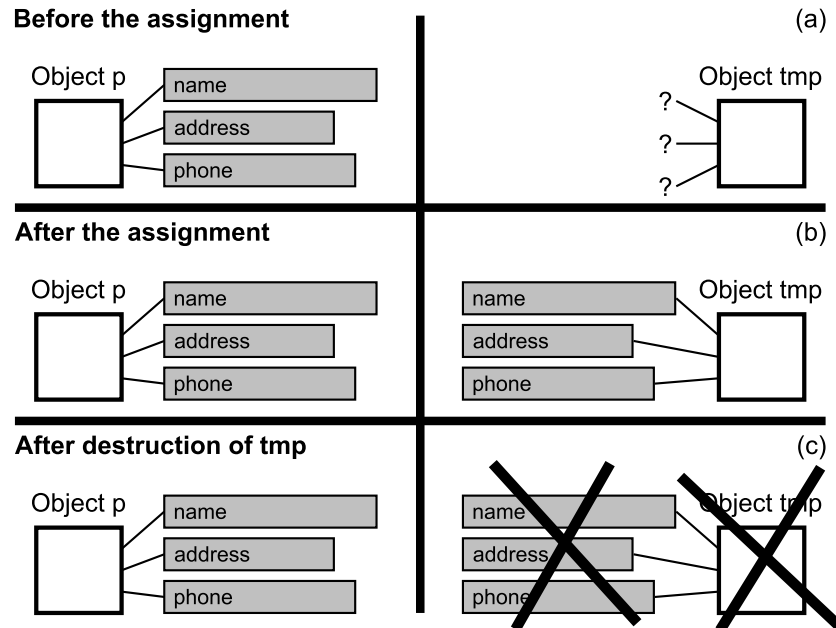 Before the assignment
(a)
Object p
name
address
phone
Object tmp
?
?
?
After the assignment
(b)
Object p
name
address
phone
name
address
phone
Object tmp
After destruction of tmp
(c)
Object p
name
address
phone
name
address
phone
Object tmp